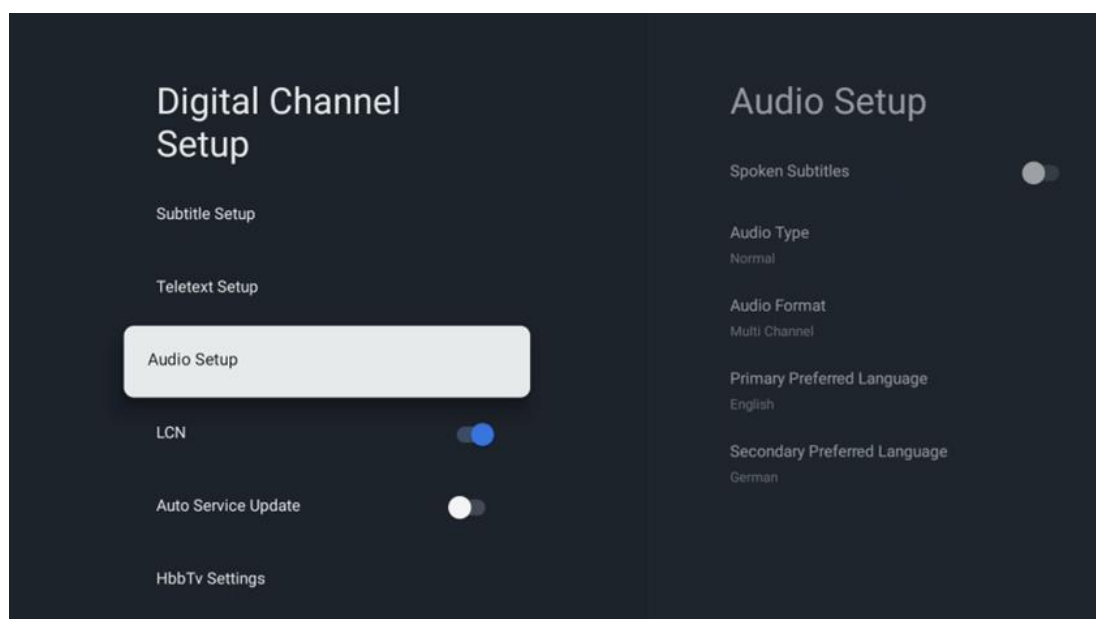 Digital Channel
Setup
Subtitle Setup
Teletext Setup
Audio Setup
LCN
Auto Service Update
HbbTv Settings
Audio Setup
Spoken Subtitles
Audio Type
Normal
Audio Format
Multi Channel
Primary Preferred Language
English
Secondary Preferred Language
German